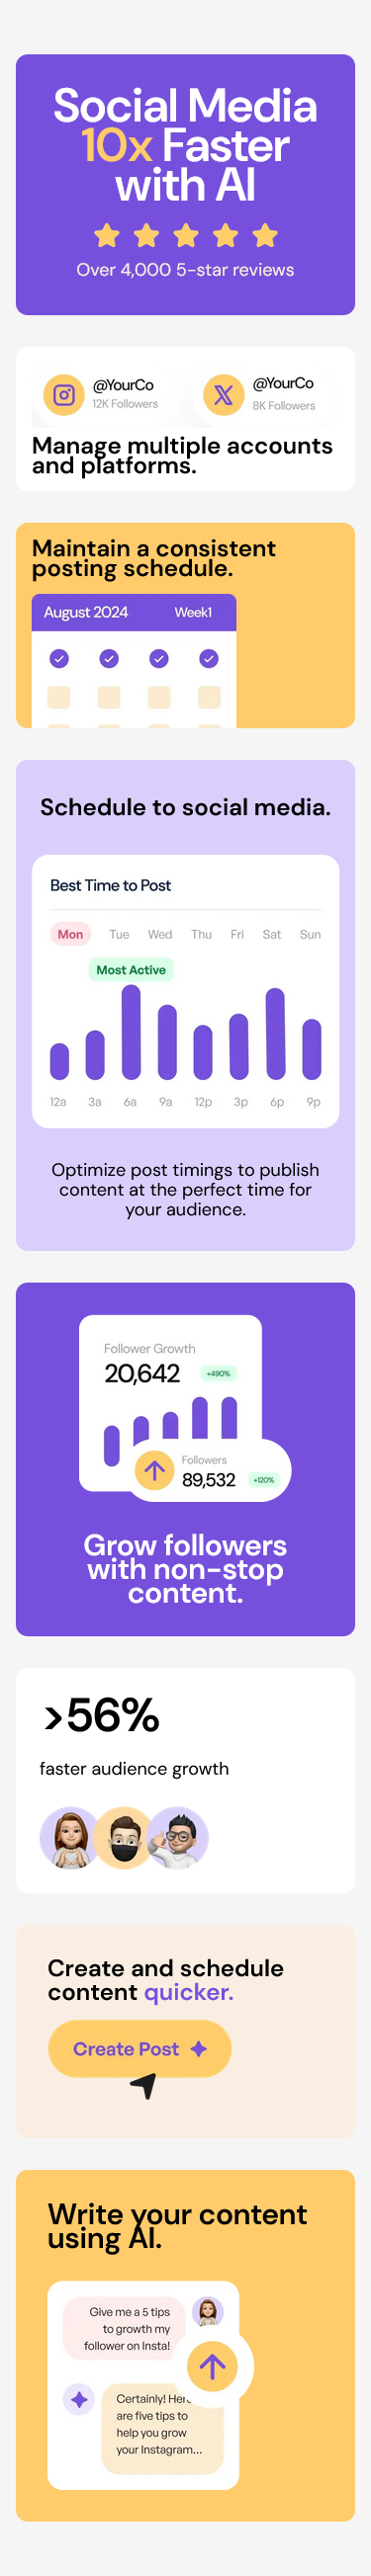 Social Media
10x Faster
with AI
Over 4,000 5-star reviews
@YourCo
12K Followers
@YourCo
8K Followers
Manage multiple accounts
and platforms.
Maintain a consistent
posting schedule.
August 2024 Week1
Schedule to social media.
Best Time to Post
Mon Tue Wed Thu Fri Sat Sun
Most Active
12a 3a 6a 9a 12p 3p 6p 9p
Optimize post timings to publish
content at the perfect time for
your audience.
Follower Growth
20,642 +490%
Followers
89,532 +120%
Grow followers
with non-stop
content.
>56%
faster audience growth
Create and schedule
content quicker.
Create Post
Write your content
using AI.
Give me a 5 tips
to growth my
follower on Insta!
Certainly! Here
are five tips to
help you grow
your Instagram...